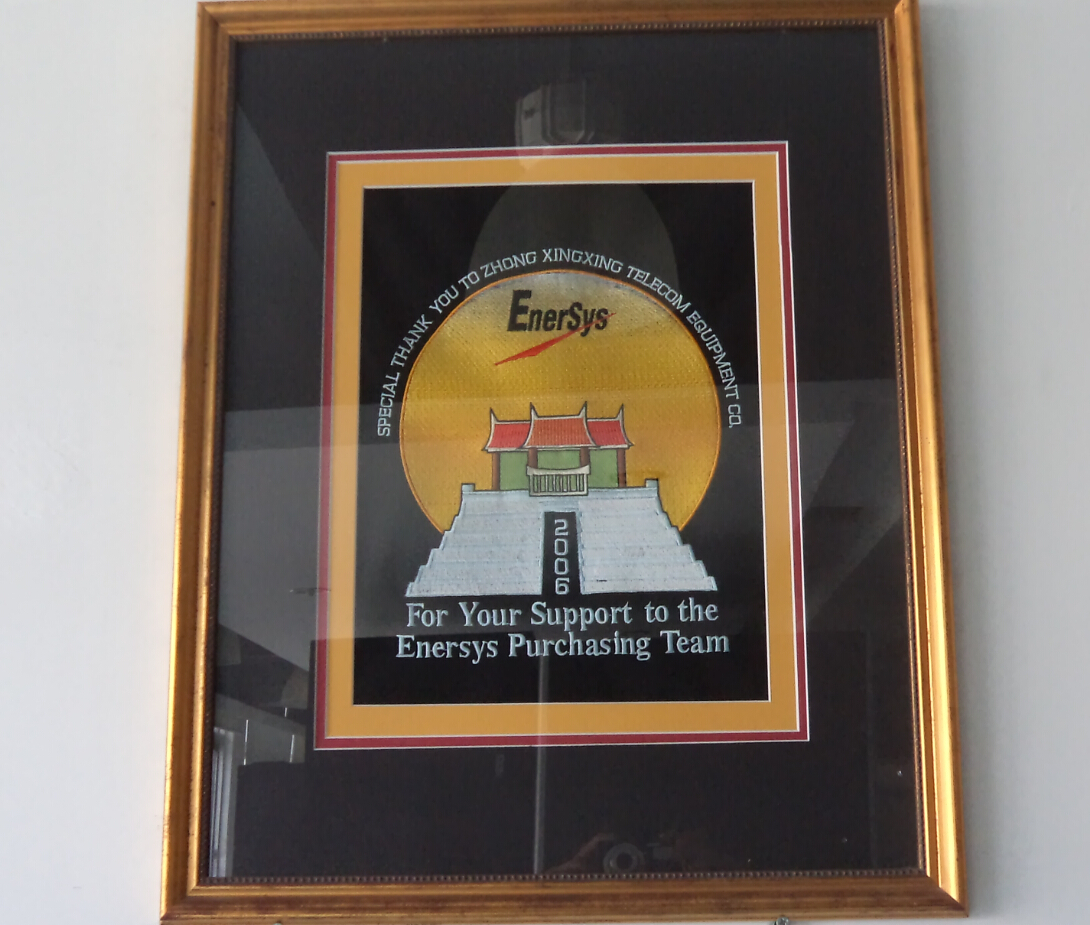 SPECIAL THANK YOU TO ZHONG XINGXING TELECOM EQUIPMENT CO.
EnerSys
2006
For Your Support to the
Enersys Purchasing Team